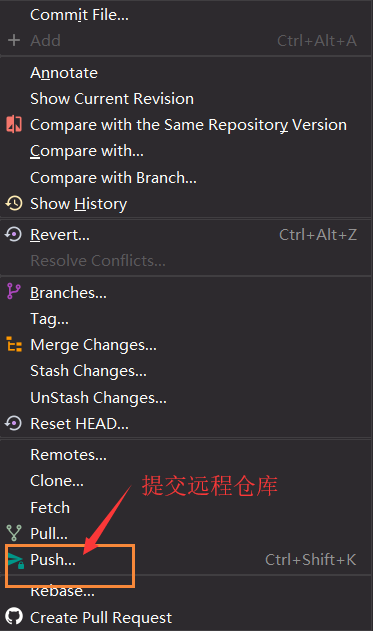 Commit File...
Add Ctrl+Alt+A
Annotate
Show Current Revision
Compare with the Same Repository Version
Compare with...
Compare with Branch...
Show History
Revert... Ctrl+Alt+Z
Resolve Conflicts...
Branches...
Tag...
Merge Changes...
Stash Changes...
UnStash Changes...
Reset HEAD...
Remotes...
Clone...
提交远程仓库
Fetch
Pull...
Push... Ctrl+Shift+K
Rebase...
Create Pull Request